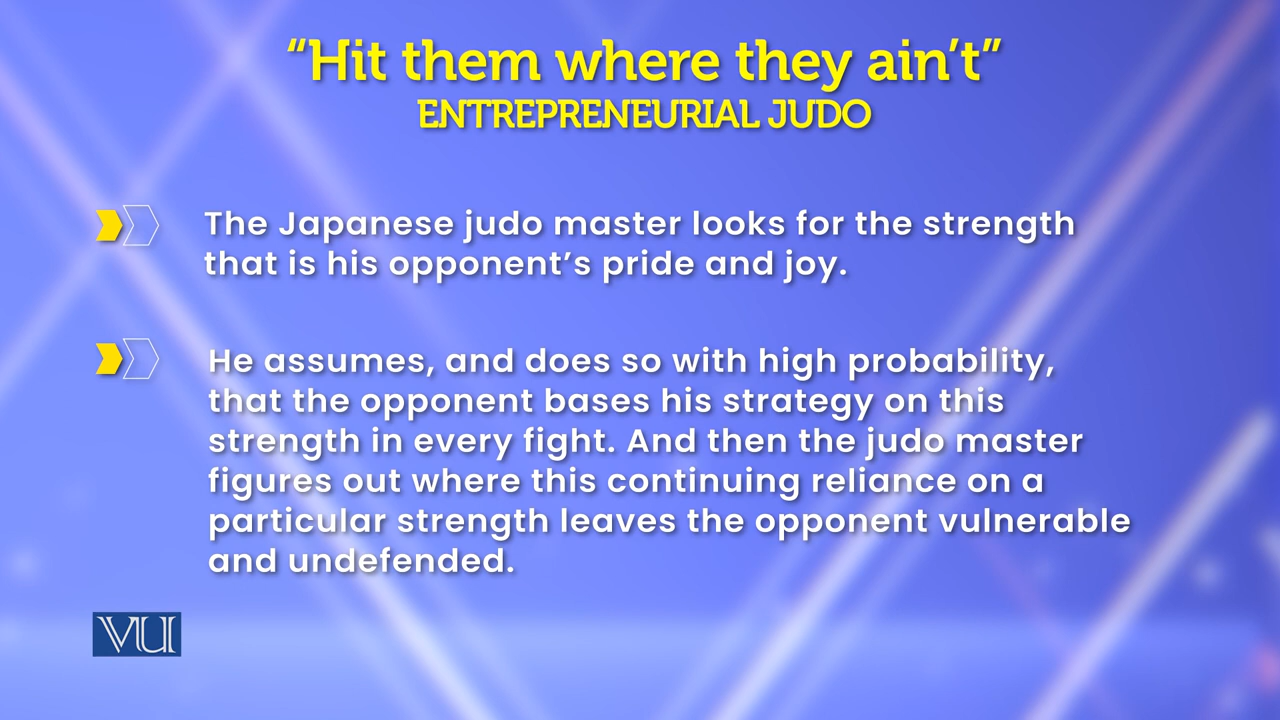 “Hit them where they ain’t”
ENTREPRENEURIAL JUDO
The Japanese judo master looks for the strength
that is his opponent’s pride and joy.
He assumes, and does so with high probability,
that the opponent bases his strategy on this
strength in every fight. And then the judo master
figures out where this continuing reliance on a
particular strength leaves the opponent vulnerable
and undefended.
VU